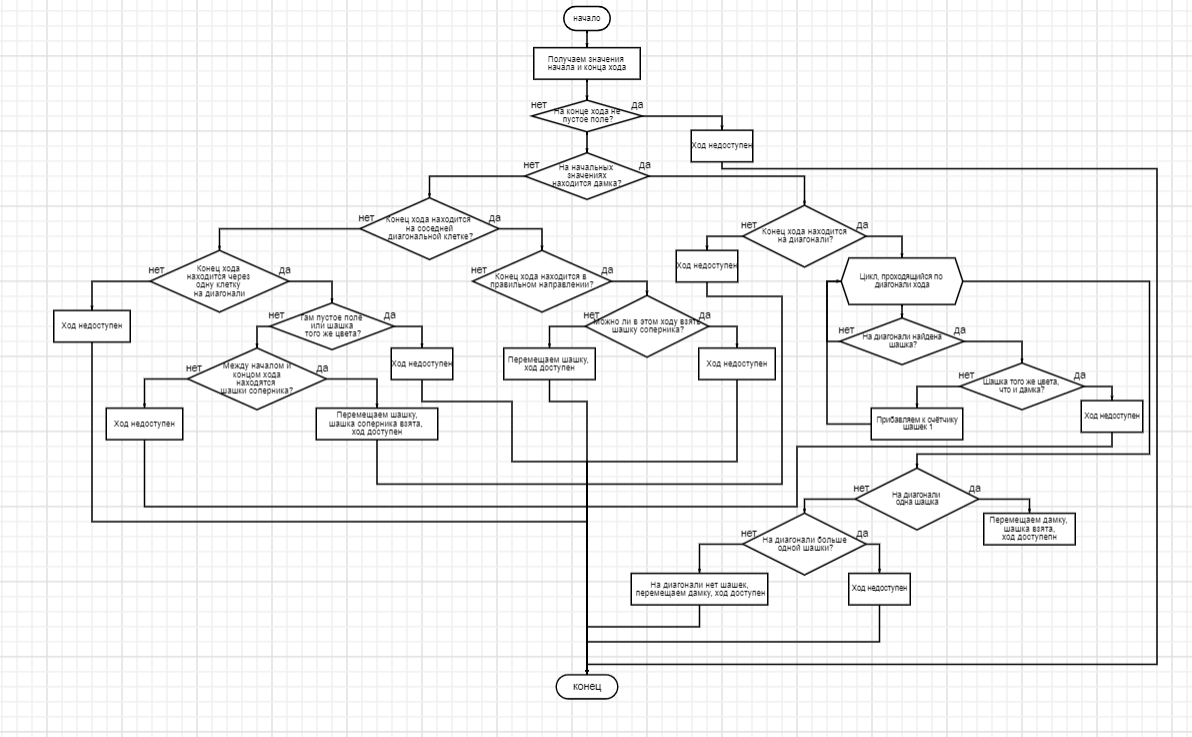 начало
Получаем значения
начала и конца хода
нет
да
На конце хода не
пустое поле?
Ход недоступен
нет
да
На начальных
значениях
находится дамка?
нет
да
Конец хода находится
на соседней
диагональной клетке?
нет
да
Конец хода находится
на диагонали?
нет
да
Конец хода
находится через
одну клетку
на диагонали
нет
Конец хода находится в
правильном направлении?
да
Ход недоступен
Цикл, проходящийся по
диагонали хода
Ход недоступен
нет
да
Там пустое поле
или шашка
того же цвета?
нет
да
Можно ли в этом ходу взять
шашку соперника?
нет
На диагонали найдена
шашка?
да
нет
да
Между началом и
концом хода
находятся
шашки соперника?
Ход недоступен
Перемещаем шашку,
ход доступен
Ход недоступен
нет
да
Шашка того же цвета,
что и дамка?
Ход недоступен
Перемещаем шашку,
шашка соперника взята,
ход доступен
Прибавляем к счётчику
шашек 1
Ход недоступен
нет
да
На диагонали
одна шашка
нет
да
На диагонали больше
одной шашки?
Перемещаем дамку,
шашка взята,
ход доступепн
На диагонали нет шашек,
перемещаем дамку, ход доступен
Ход недоступен
конец